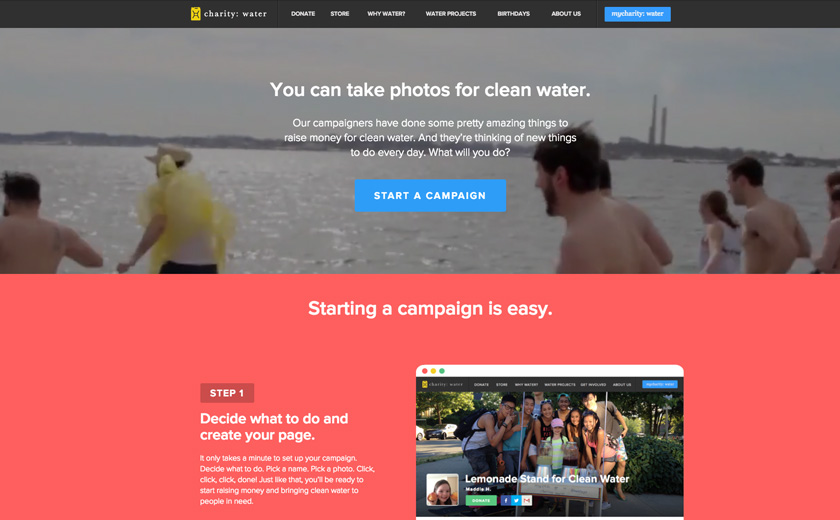 charity: water
DONATE STORE WHY WATER? WATER PROJECTS BIRTHDAYS ABOUT US mycharity: water
You can take photos for clean water.
Our campaigners have done some pretty amazing things to
raise money for clean water. And they're thinking of new things
to do every day. What will you do?
START A CAMPAIGN
Starting a campaign is easy.
STEP 1
Decide what to do and
create your page.
It only takes a minute to set up your campaign.
Decide what to do. Pick a name. Pick a photo. Click,
click, click, done! Just like that, you'll be ready to
start raising money and bringing clean water to
people in need.
charity: water
DONATE STORE WHY WATER? WATER PROJECTS GET INVOLVED ABOUT US mycharity: water
Lemonade Stand for Clean Water
Maddie H.
DONATE